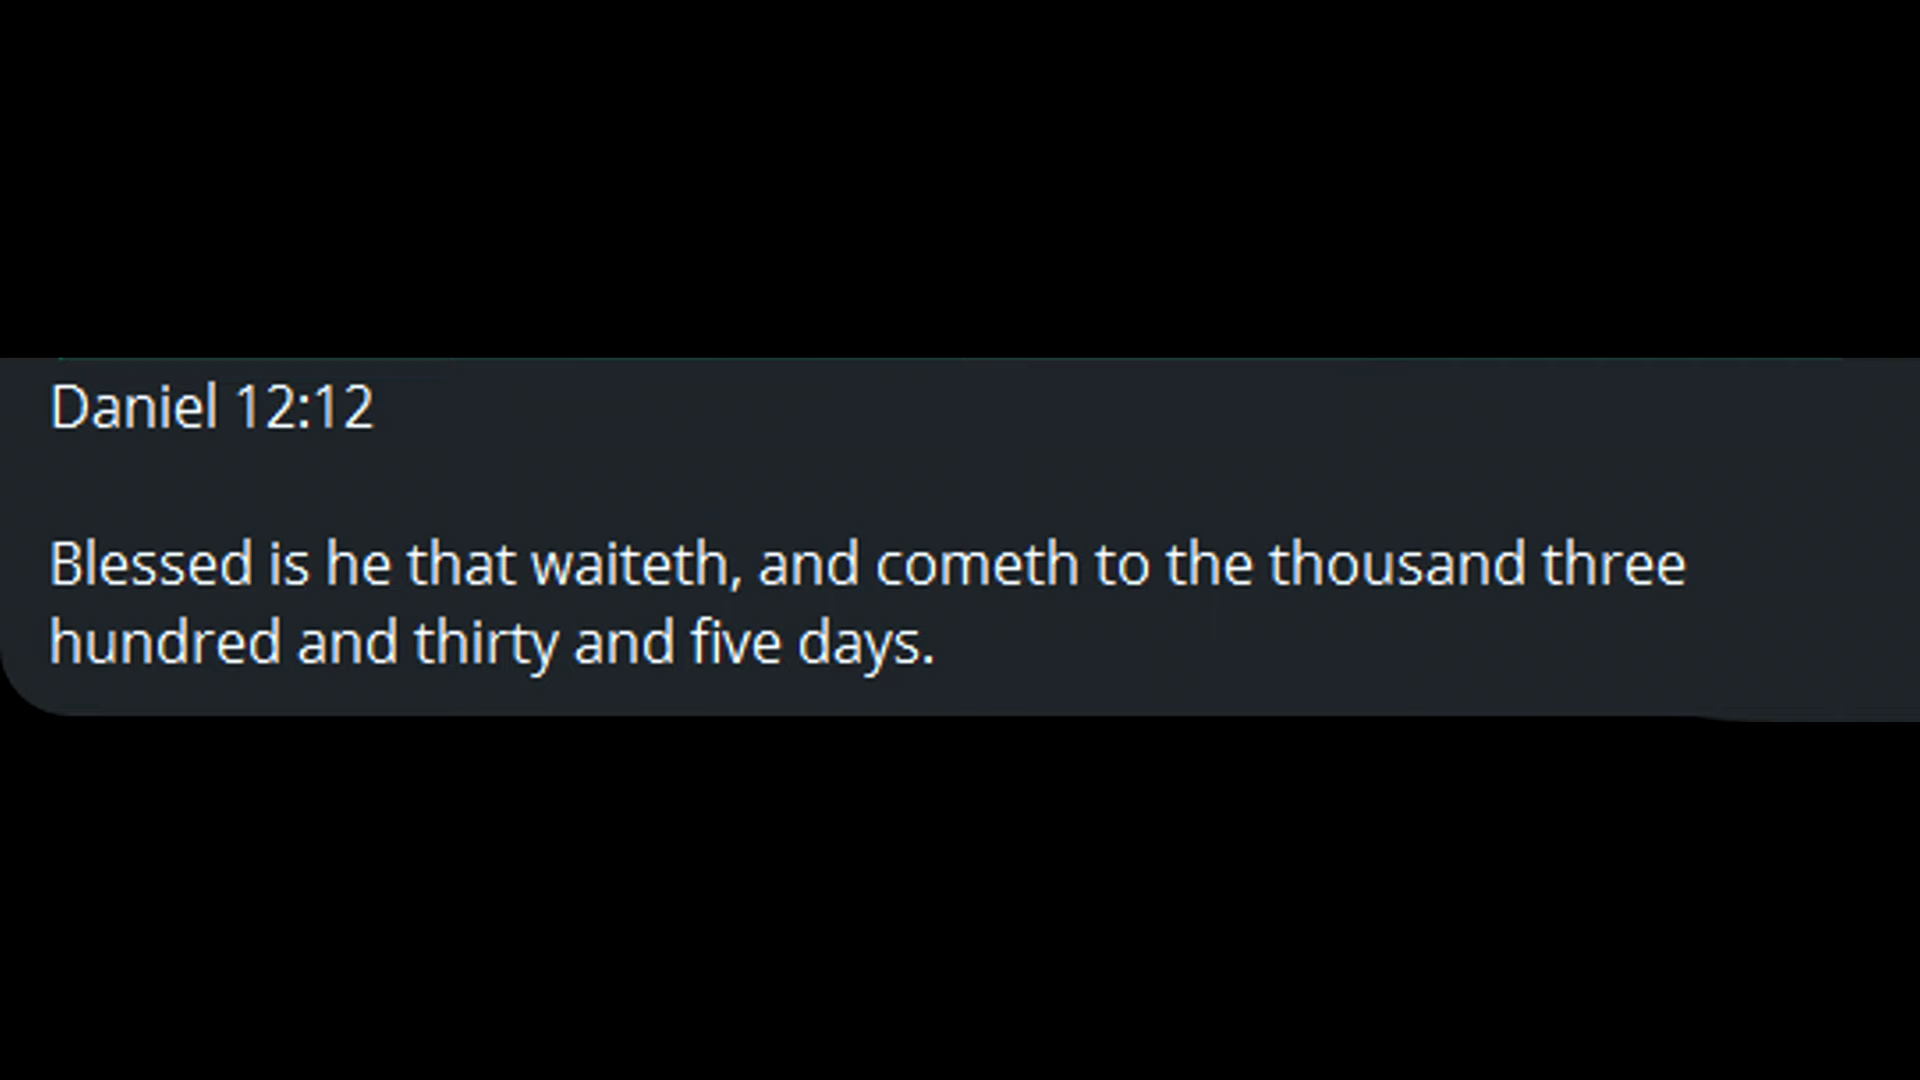 Daniel 12:12
Blessed is he that waiteth, and cometh to the thousand three
hundred and thirty and five days.